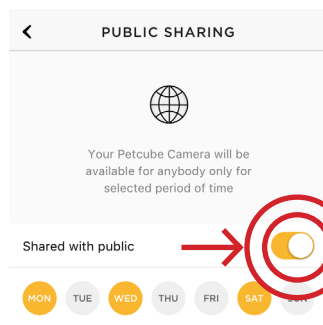 PUBLIC SHARING
Your Petcube Camera will be
available for anybody only for
selected period of time
Shared with public
MON TUE WED THU FRI SAT SUN